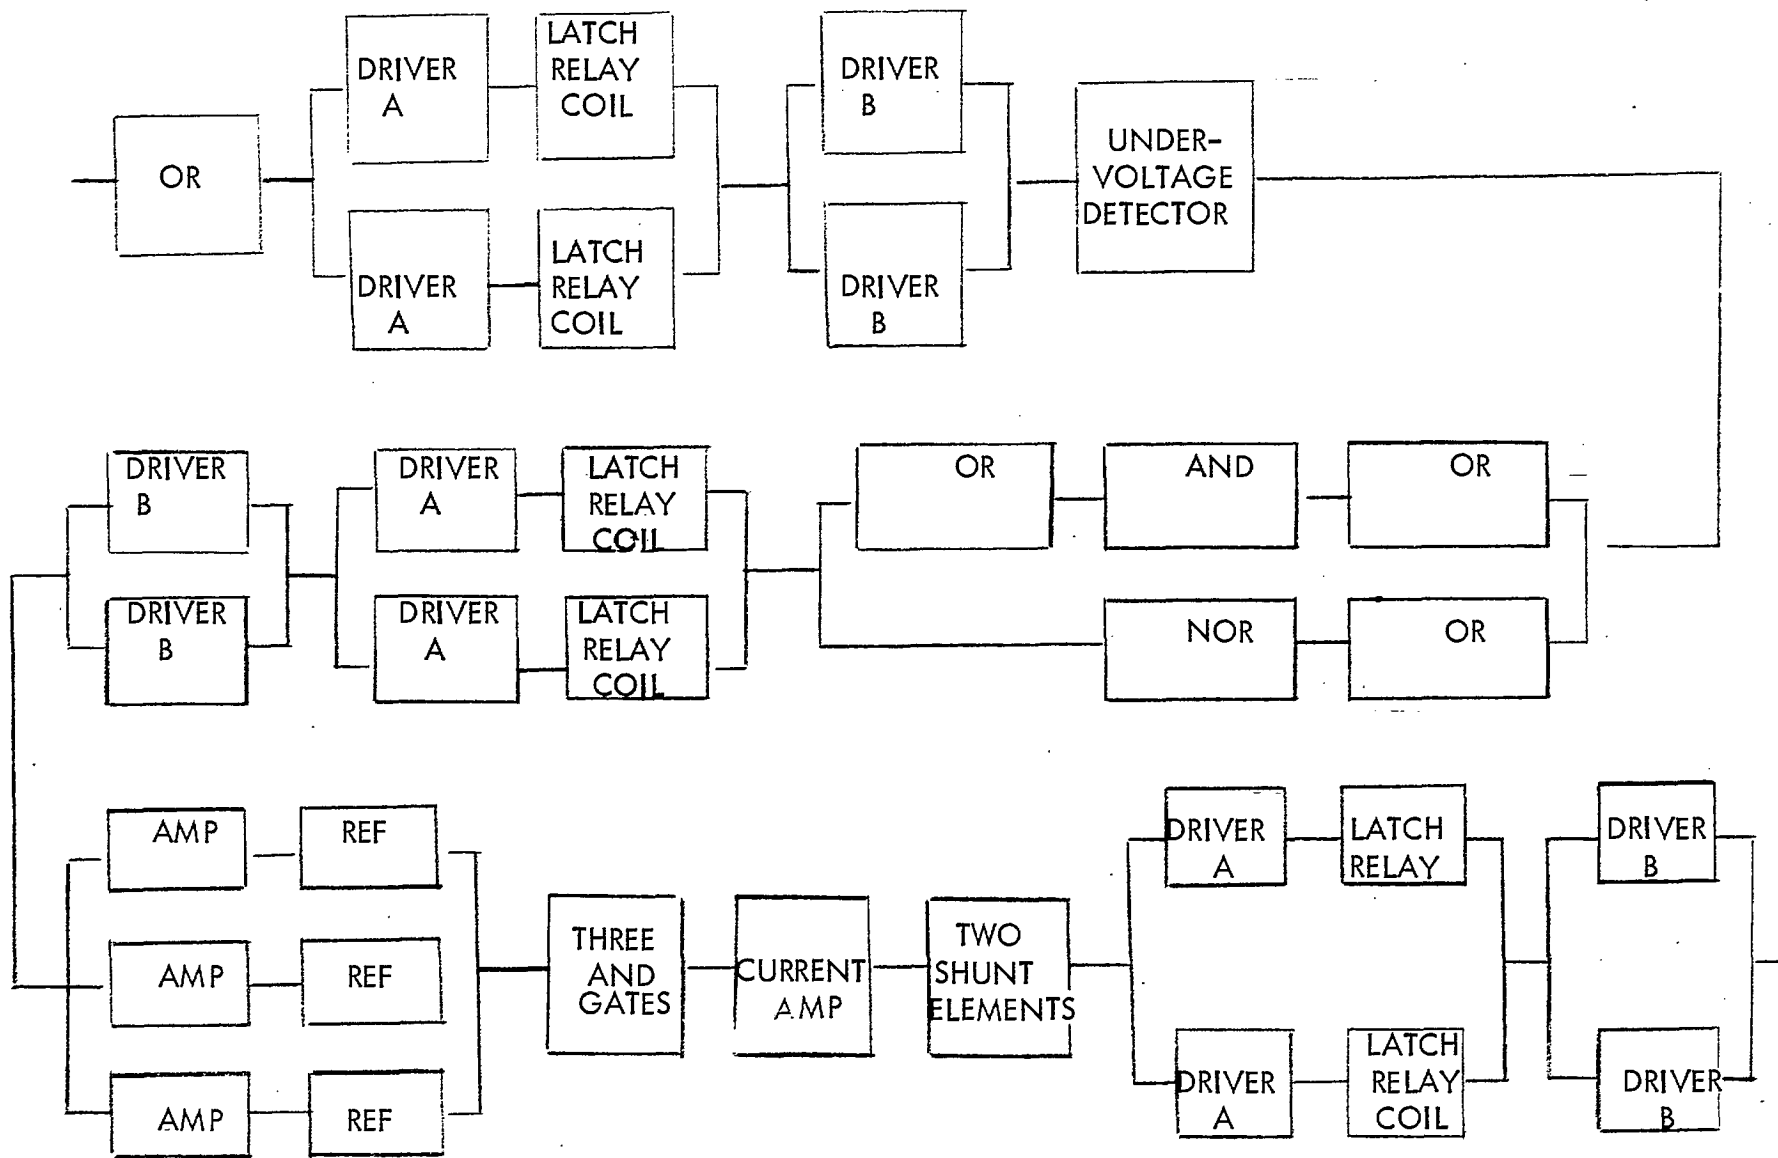 OR
DRIVER
A
LATCH
RELAY
COIL
DRIVER
A
LATCH
RELAY
COIL
DRIVER
B
DRIVER
B
UNDER-
VOLTAGE
DETECTOR
DRIVER
B
DRIVER
B
DRIVER
A
LATCH
RELAY
COIL
DRIVER
A
LATCH
RELAY
COIL
OR
AND
OR
NOR
OR
AMP
REF
AMP
REF
AMP
REF
THREE
AND
GATES
CURRENT
AMP
TWO
SHUNT
ELEMENTS
DRIVER
A
LATCH
RELAY
DRIVER
A
LATCH
RELAY
COIL
DRIVER
B
DRIVER
B